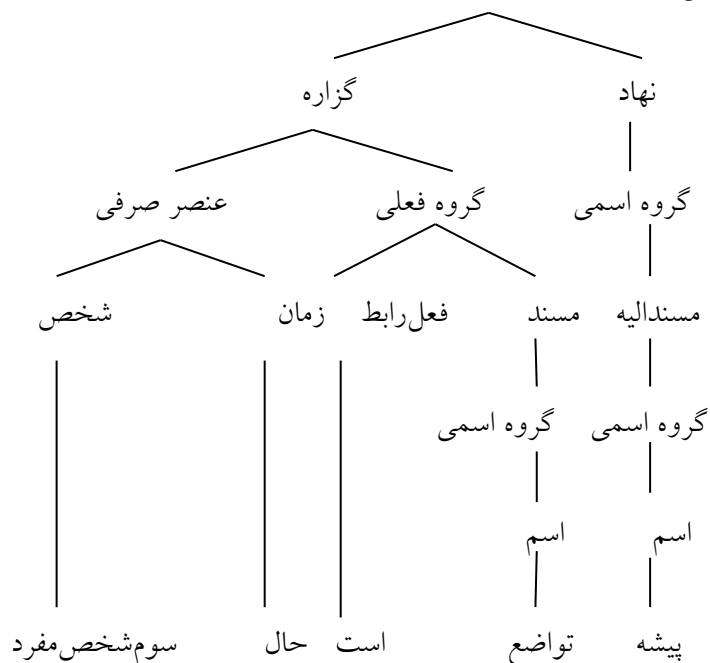 نهاد گزاره
گروه اسمی گروه فعلی عنصر صرفی
مسندالیه مسند فعل‌رابط زمان شخص
گروه اسمی گروه اسمی
اسم اسم
پیشه تواضع است حال سوم‌شخص‌مفرد